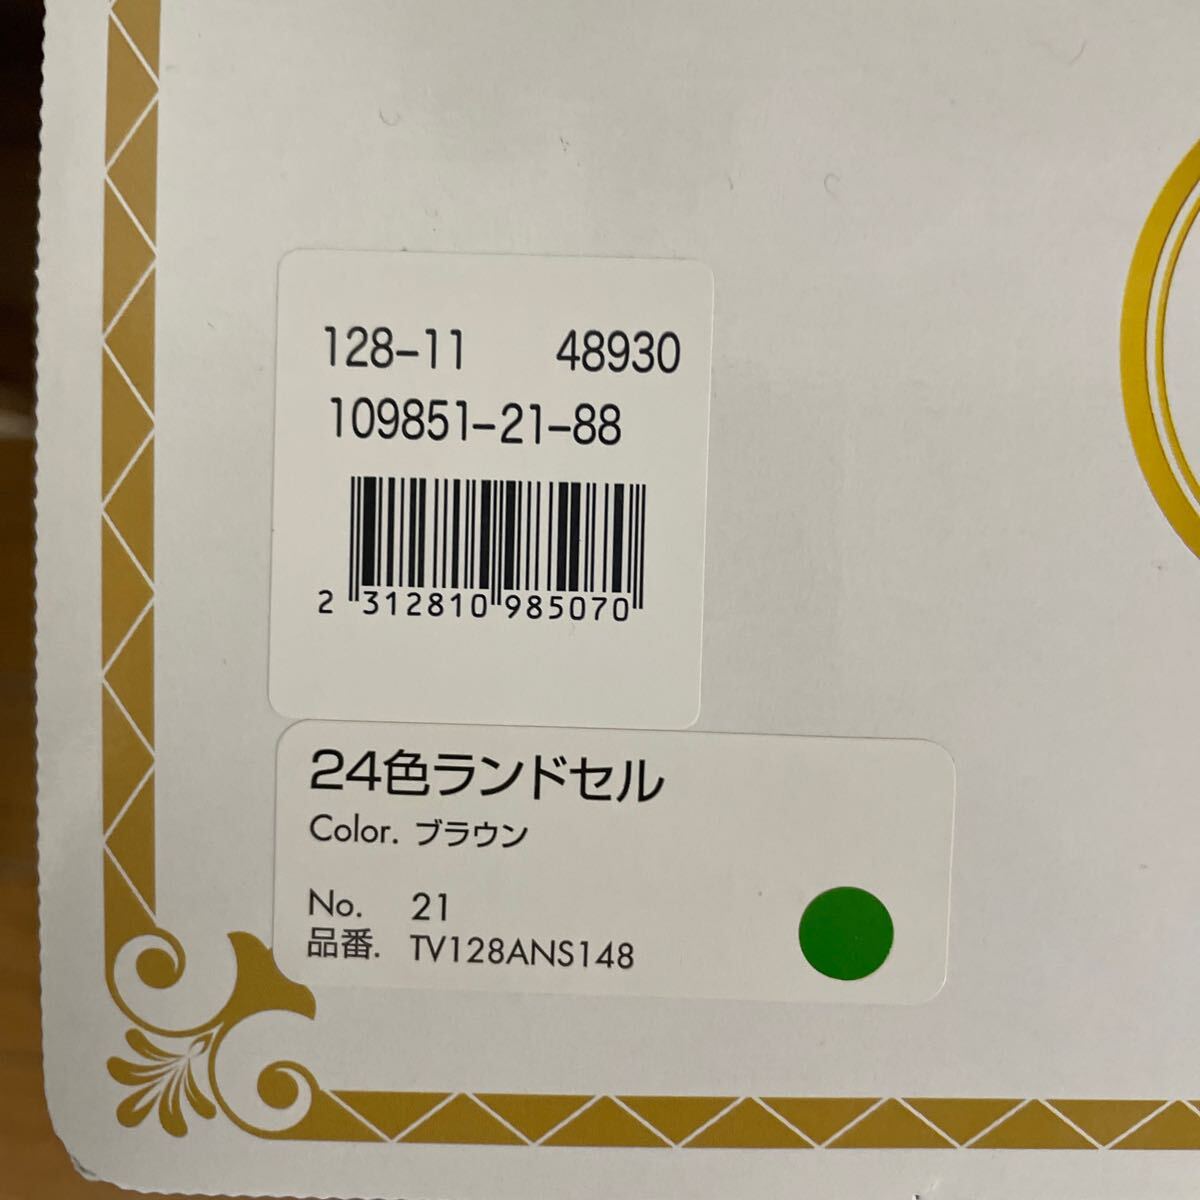 128-11 48930
109851-21-88
2 312810 985070
24色ランドセル
Color. ブラウン
No. 21
品番. TV128ANS148